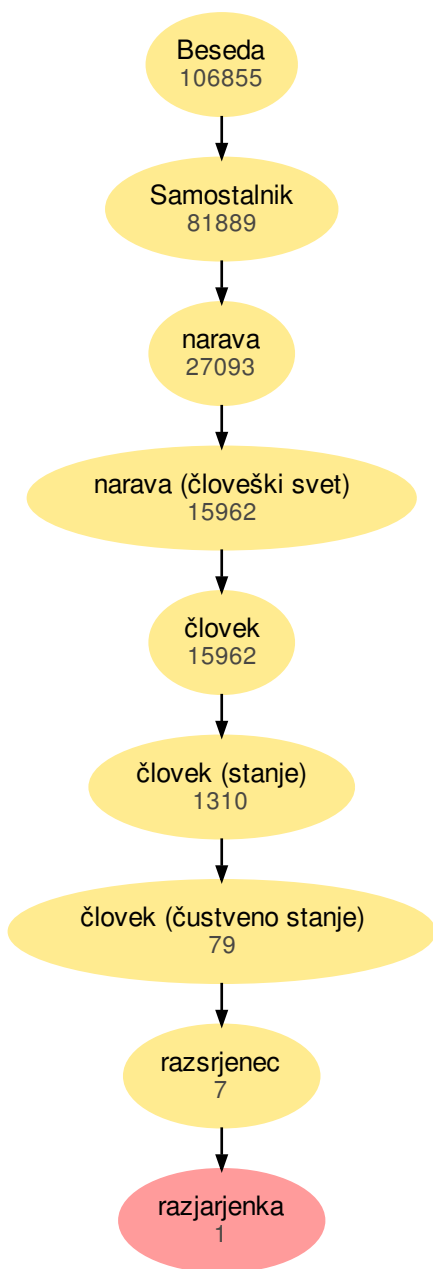 Beseda
106855
Samostalnik
81889
narava
27093
narava (človeški svet)
15962
človek
15962
človek (stanje)
1310
človek (čustveno stanje)
79
razsrjenec
7
razjarjenka
1